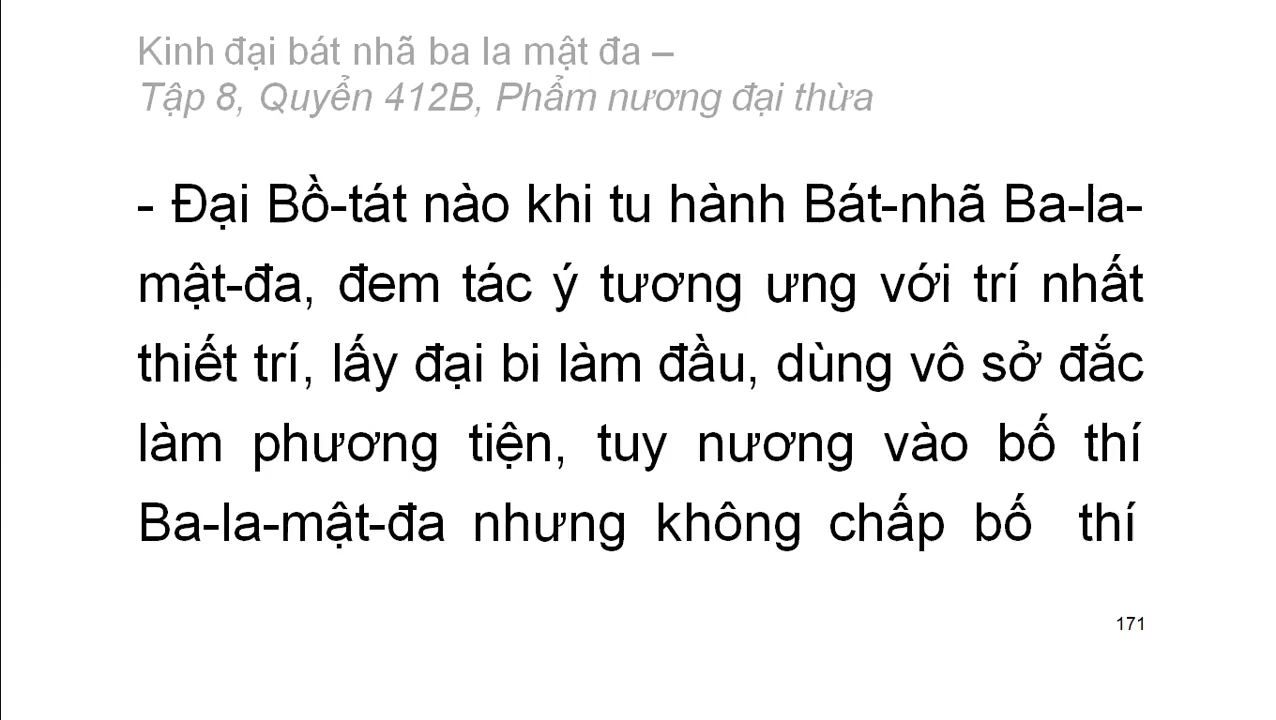 Kinh đại bát nhã ba la mật đa –
Tập 8, Quyển 412B, Phẩm nương đại thừa
- Đại Bồ-tát nào khi tu hành Bát-nhã Ba-la-
mật-đa, đem tác ý tương ưng với trí nhất
thiết trí, lấy đại bi làm đầu, dùng vô sở đắc
làm phương tiện, tuy nương vào bố thí
Ba-la-mật-đa nhưng không chấp bố thí
171